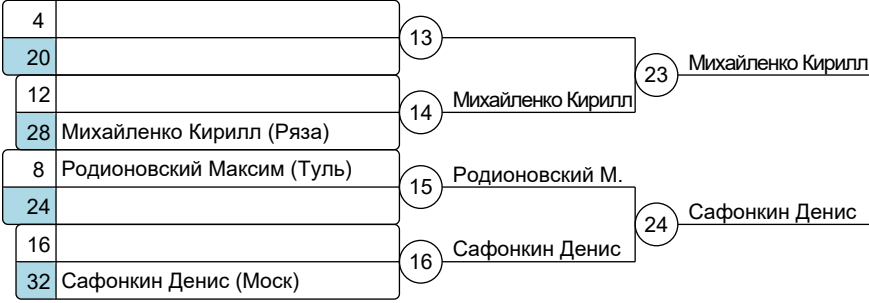 4
20
13
12
28 Михайленко Кирилл (Ряза)
14
Михайленко Кирилл
23
Михайленко Кирилл
8 Родионовский Максим (Туль)
24
15
Родионовский М.
16
32 Сафонкин Денис (Моск)
16
Сафонкин Денис
24
Сафонкин Денис